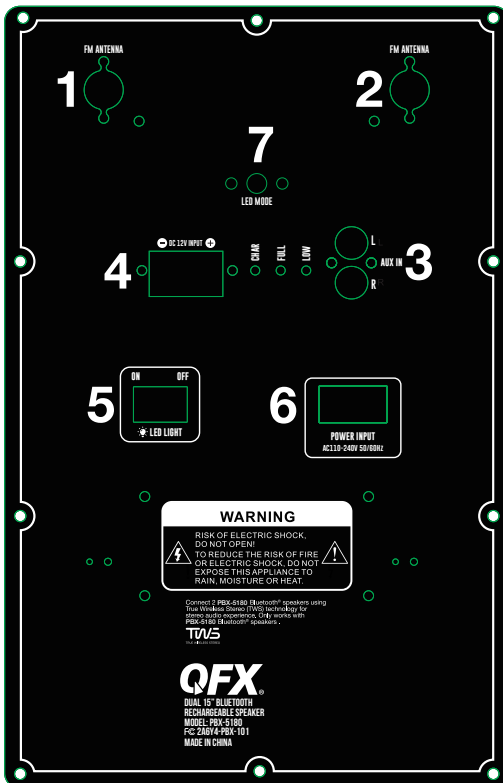 FM ANTENNA
FM ANTENNA
1
2
7
LED MODE
DC 12V INPUT
4
CHAR
FULL
LOW
L
AUX IN
R
3
ON OFF
5
LED LIGHT
6
POWER INPUT
AC110-240V 50/60Hz
WARNING
RISK OF ELECTRIC SHOCK,
DO NOT OPEN!
TO REDUCE THE RISK OF FIRE
OR ELECTRIC SHOCK, DO NOT
EXPOSE THIS APPLIANCE TO
RAIN, MOISTURE OR HEAT.
Connect 2 PBX-5180 Bluetooth® speakers using
True Wireless Stereo (TWS) technology for
stereo audio experience, Only works with
PBX-5180 Bluetooth® speakers .
TWS
TRUE WIRELESS STEREO
QFX®
DUAL 15" BLUETOOTH
RECHARGEABLE SPEAKER
MODEL: PBX-5180
FC 2A6Y4-PBX-101
MADE IN CHINA